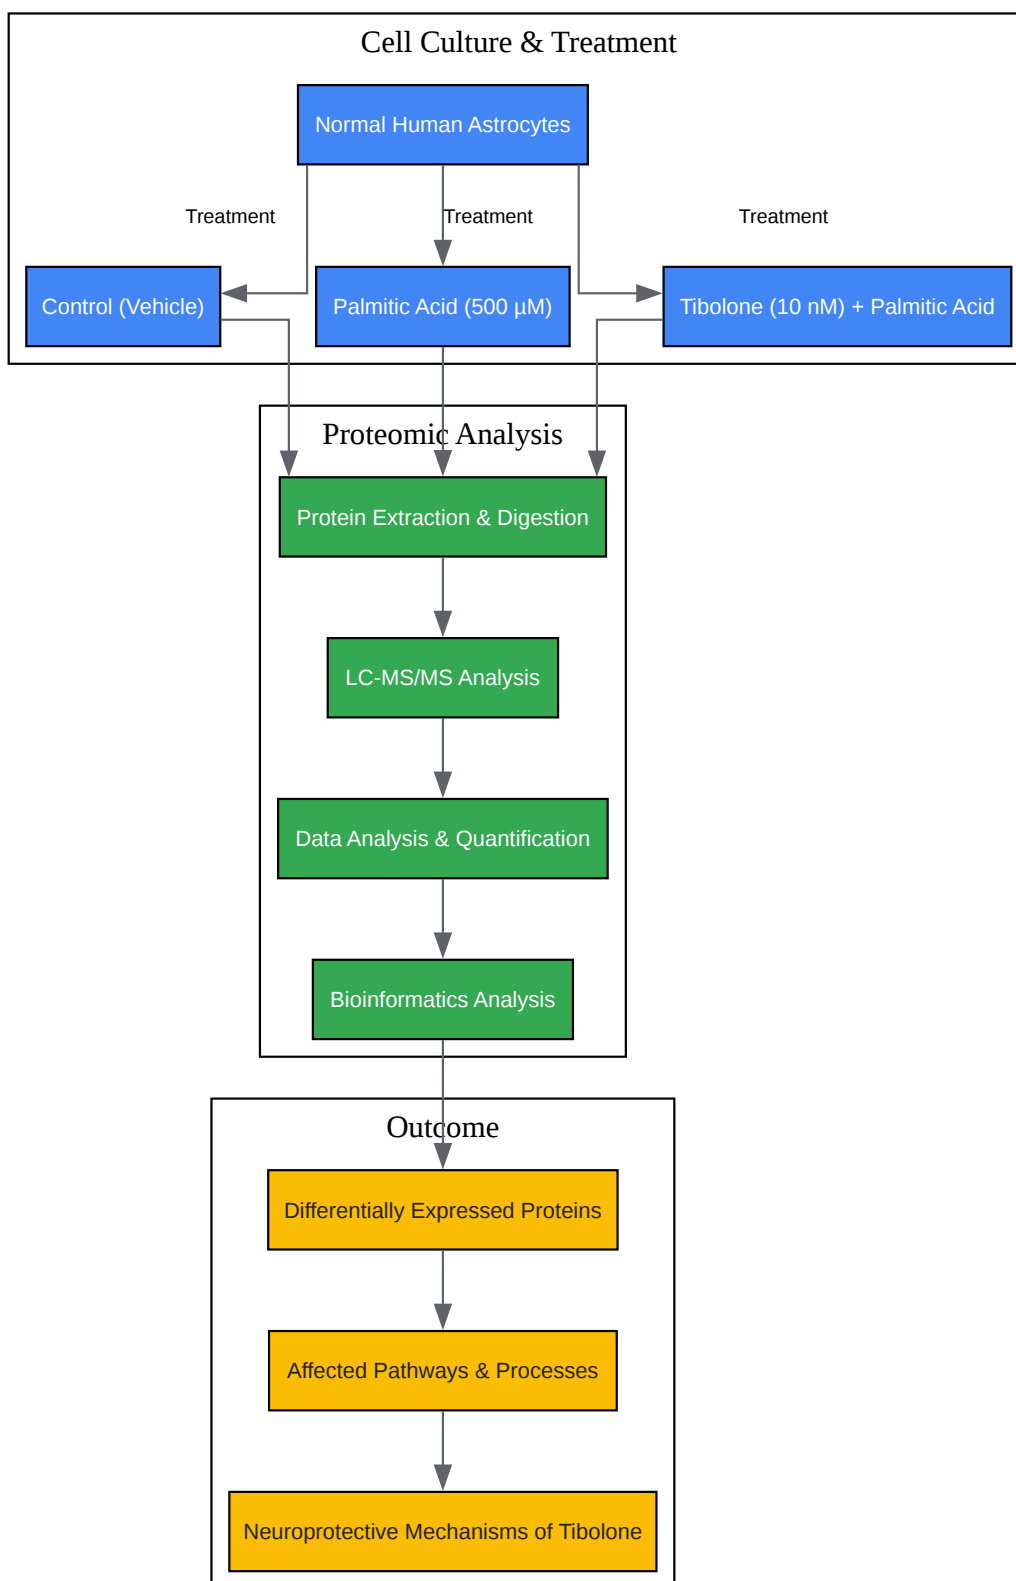 Cell Culture & Treatment
Normal Human Astrocytes
Treatment
Treatment
Treatment
Control (Vehicle)
Palmitic Acid (500 µM)
Tibolone (10 nM) + Palmitic Acid
Proteomic Analysis
Protein Extraction & Digestion
LC-MS/MS Analysis
Data Analysis & Quantification
Bioinformatics Analysis
Outcome
Differentially Expressed Proteins
Affected Pathways & Processes
Neuroprotective Mechanisms of Tibolone